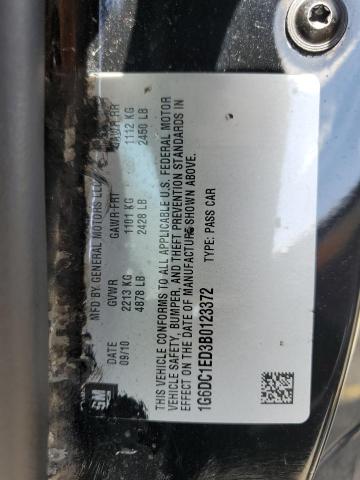 MFD BY GENERAL MOTORS LLC
DATE GVWR GAWR FRT GAWR RR
09/10 2213 KG 1101 KG 1112 KG
4878 LB 2428 LB 2450 LB
THIS VEHICLE CONFORMS TO ALL APPLICABLE U.S. FEDERAL MOTOR
VEHICLE SAFETY, BUMPER, AND THEFT PREVENTION STANDARDS IN
EFFECT ON THE DATE OF MANUFACTURE SHOWN ABOVE.
1G6DC1ED3B0123372 TYPE: PASS CAR
GM